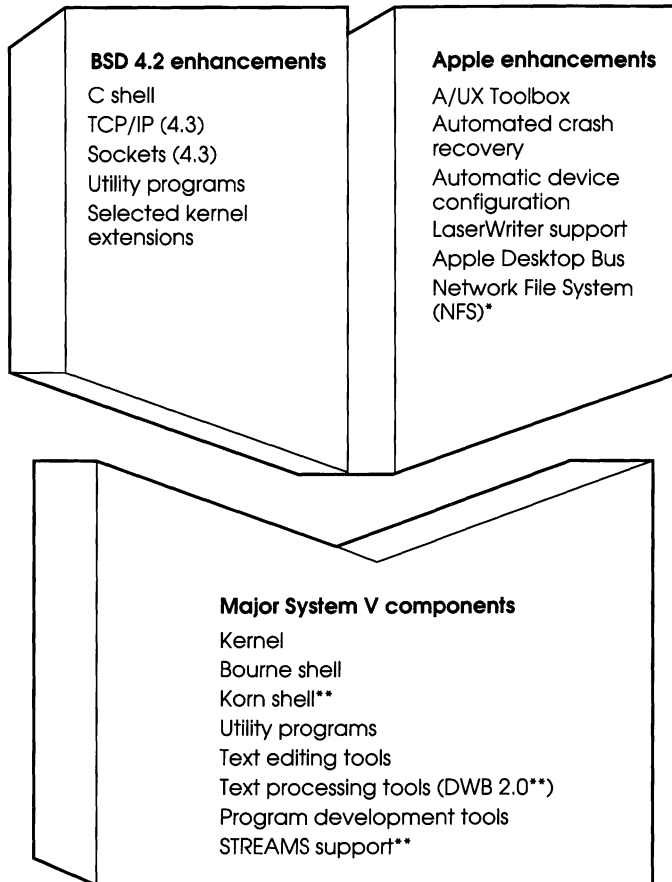 BSD 4.2 enhancements
C shell
TCP/IP (4.3)
Sockets (4.3)
Utility programs
Selected kernel
extensions
Apple enhancements
A/UX Toolbox
Automated crash
recovery
Automatic device
configuration
LaserWriter support
Apple Desktop Bus
Network File System
(NFS)*
Major System V components
Kernel
Bourne shell
Korn shell**
Utility programs
Text editing tools
Text processing tools (DWB 2.0**)
Program development tools
STREAMS support**